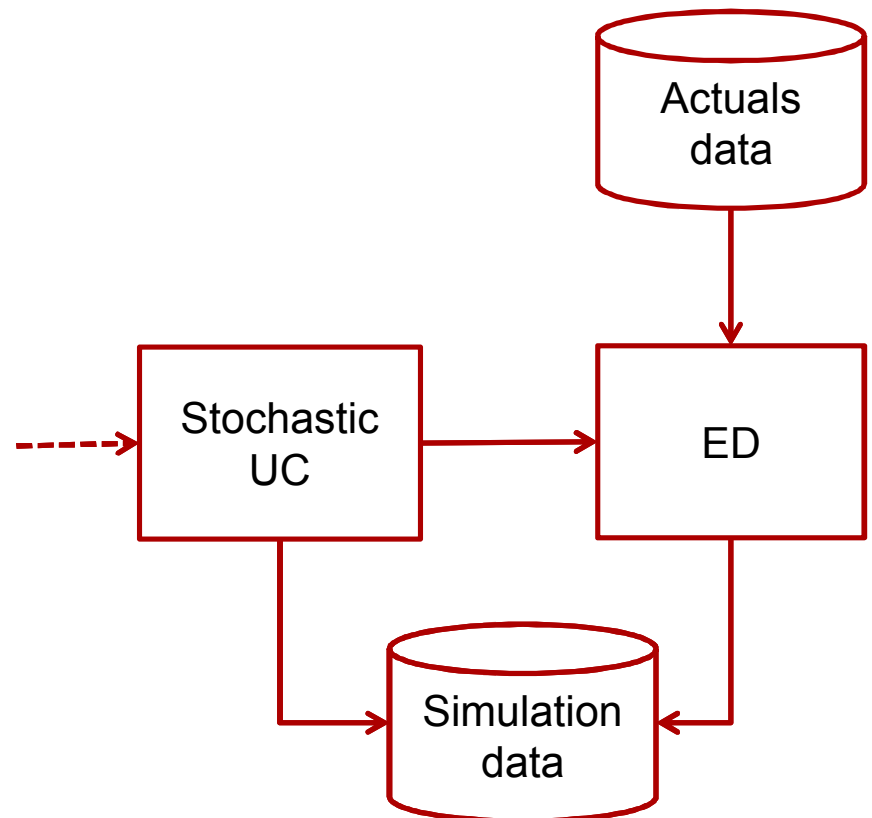 Actuals
data
Stochastic
UC
ED
Simulation
data